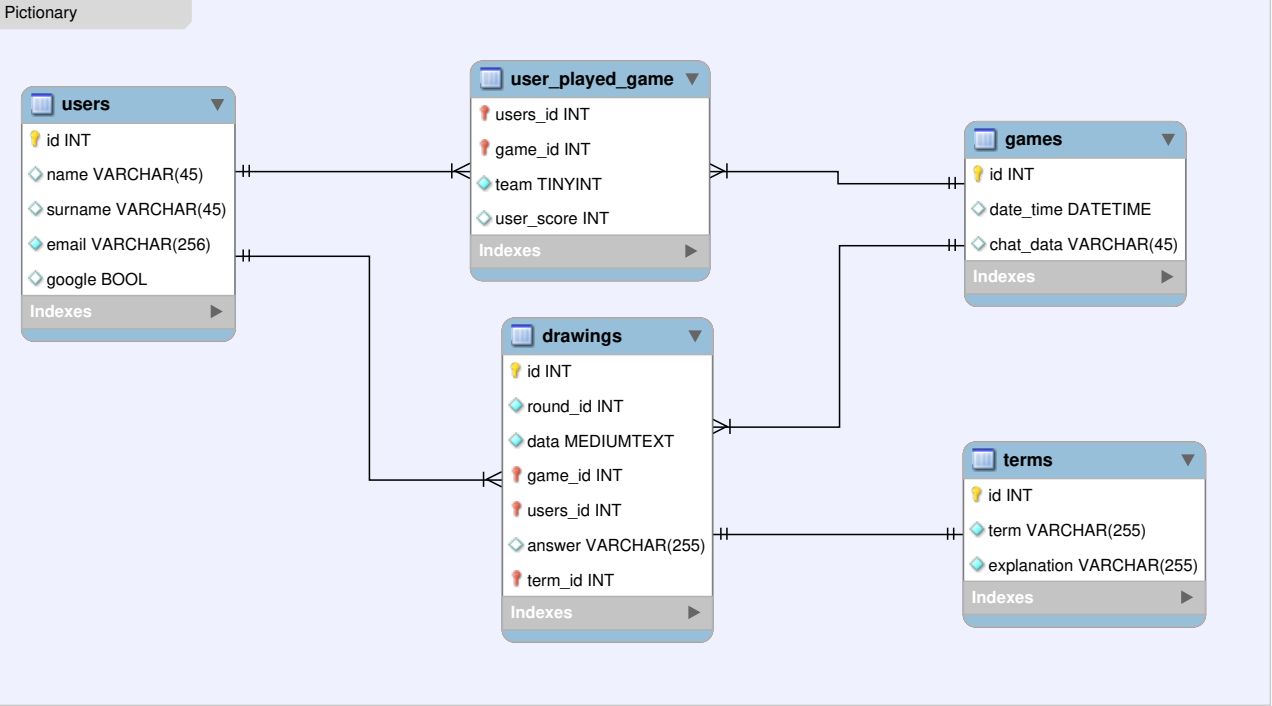 Pictionary
users
id INT
name VARCHAR(45)
surname VARCHAR(45)
email VARCHAR(256)
google BOOL
Indexes
user_played_game
users_id INT
game_id INT
team TINYINT
user_score INT
Indexes
games
id INT
date_time DATETIME
chat_data VARCHAR(45)
Indexes
drawings
id INT
round_id INT
data MEDIUMTEXT
game_id INT
users_id INT
answer VARCHAR(255)
term_id INT
Indexes
terms
id INT
term VARCHAR(255)
explanation VARCHAR(255)
Indexes